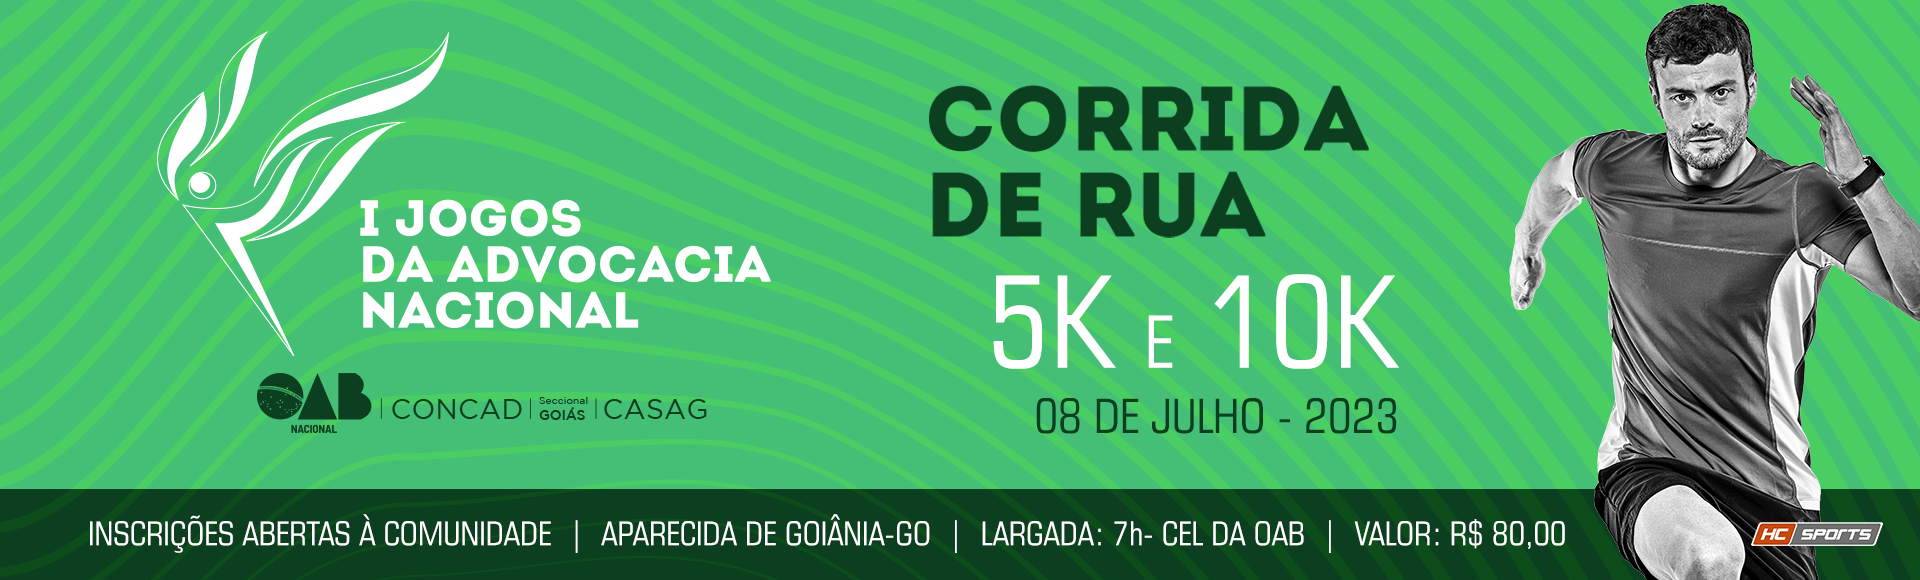 I JOGOS
DA ADVOCACIA
NACIONAL
OAB
NACIONAL
CONCAD
Seccional
GOIÁS
CASAG
CORRIDA
DE RUA
5K E 10K
08 DE JULHO - 2023
INSCRIÇÕES ABERTAS À COMUNIDADE | APARECIDA DE GOIÂNIA-GO | LARGADA: 7h- CEL DA OAB | VALOR: R$ 80,00
HC SPORTS